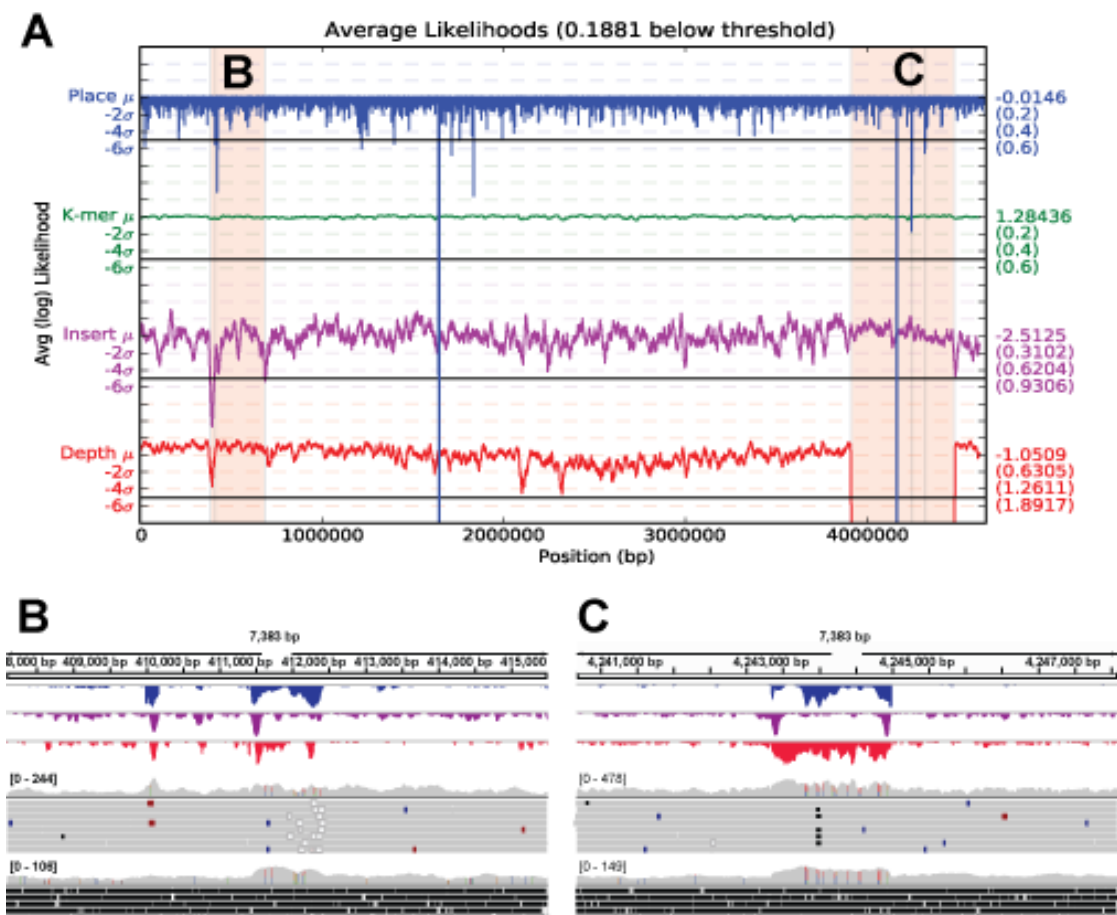 A
Average Likelihoods (0.1881 below threshold)
B
C
Place μ
-2σ
-4σ
-6σ
-0.0146
(0.2)
(0.4)
(0.6)
K-mer μ
-2σ
-4σ
-6σ
1.28436
(0.2)
(0.4)
(0.6)
Avg (log) Likelihood
Insert μ
-2σ
-4σ
-6σ
-2.5125
(0.3102)
(0.6204)
(0.9306)
Depth μ
-2σ
-4σ
-6σ
-1.0509
(0.6305)
(1.2611)
(1.8917)
0 1000000 2000000 3000000 4000000
Position (bp)
B
7,383 bp
8,000 bp 409,000 bp 410,000 bp 411,000 bp 412,000 bp 413,000 bp 414,000 bp 415,000
[0 - 244]
[0 - 108]
C
7,383 bp
4,241,000 bp 4,243,000 bp 4,245,000 bp 4,247,000 bp
[0 - 478]
[0 - 149]